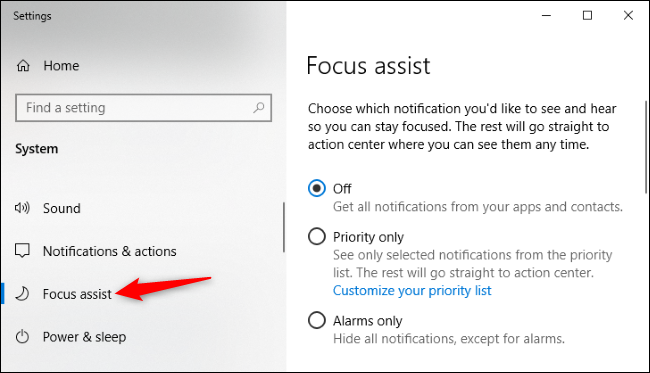 Settings
Home
Find a setting
System
Sound
Notifications & actions
Focus assist
Power & sleep
Focus assist
Choose which notification you'd like to see and hear
so you can stay focused. The rest will go straight to
action center where you can see them any time.
Off
Get all notifications from your apps and contacts.
Priority only
See only selected notifications from the priority
list. The rest will go straight to action center.
Customize your priority list
Alarms only
Hide all notifications, except for alarms.